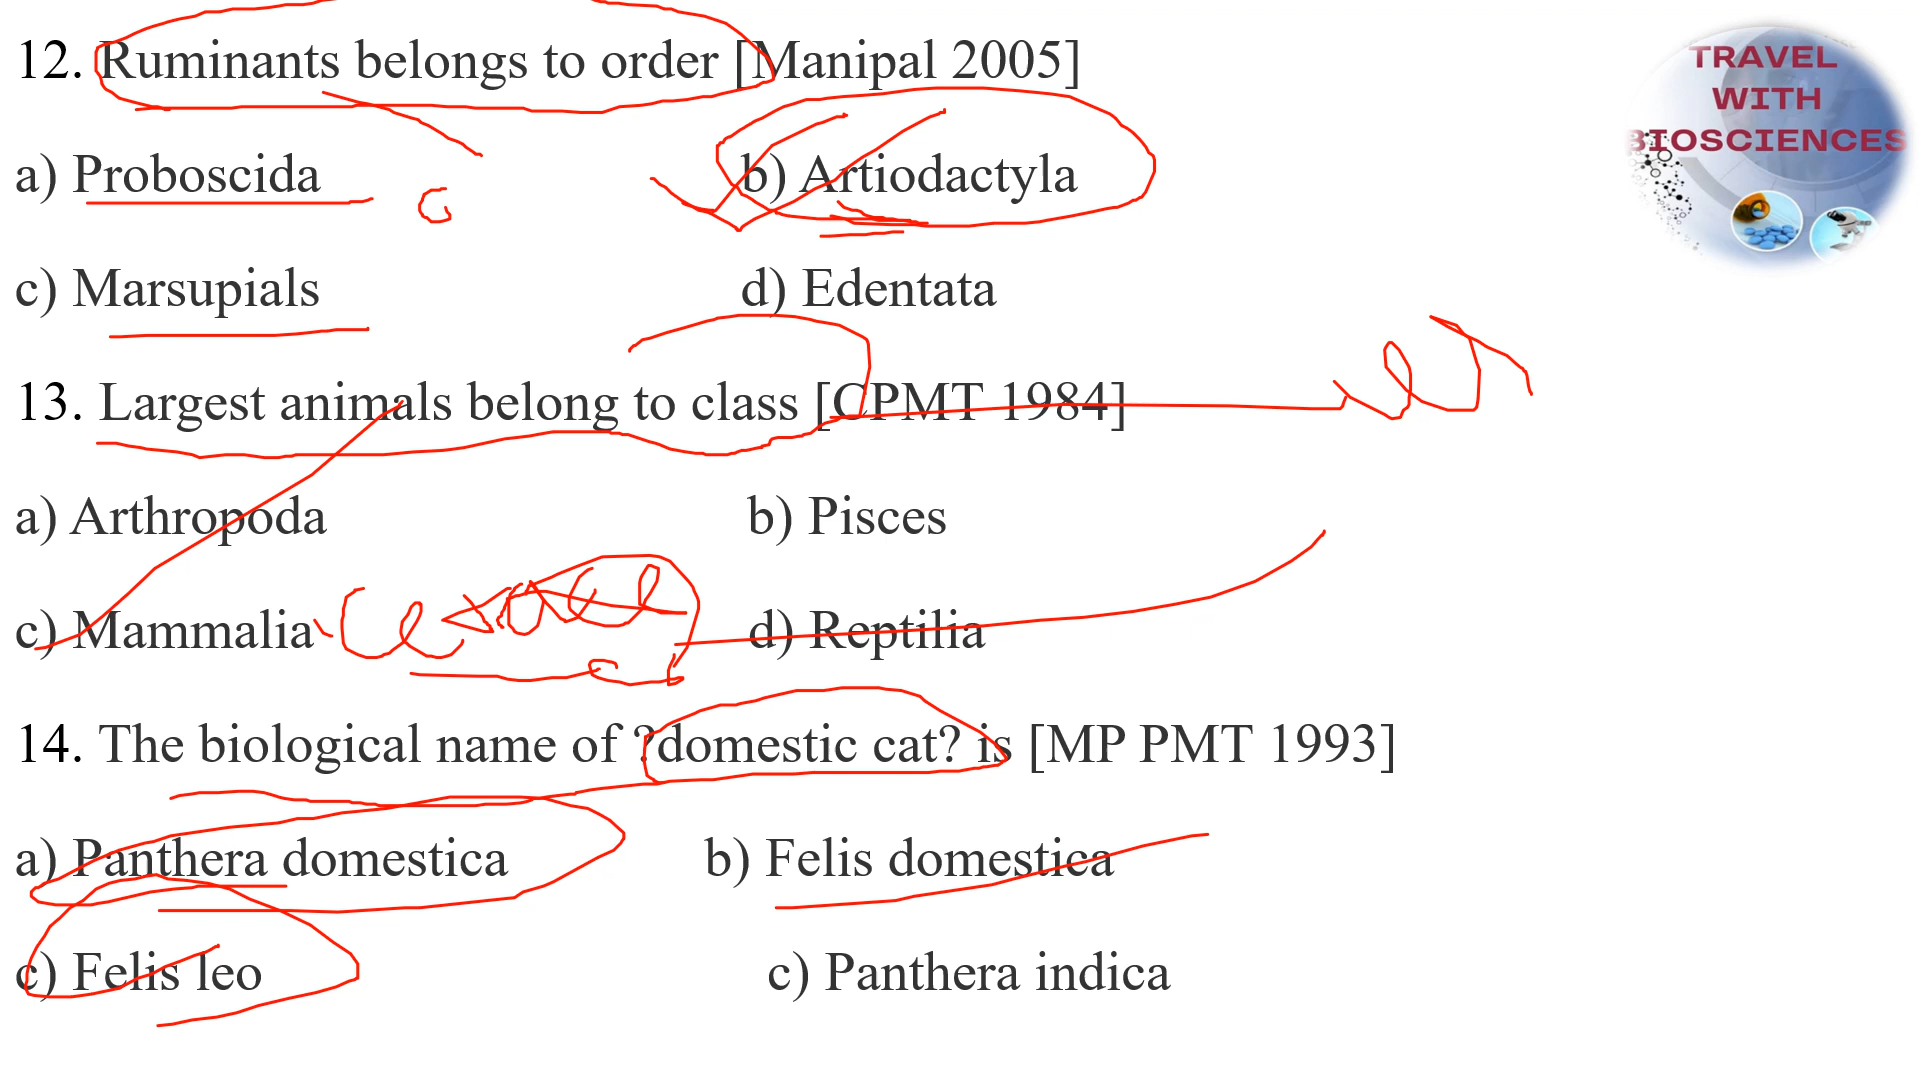 12. Ruminants belongs to order [Manipal 2005]
a) Proboscida b) Artiodactyla
c) Marsupials d) Edentata
13. Largest animals belong to class [CPMT 1984]
a) Arthropoda b) Pisces
c) Mammalia d) Reptilia
14. The biological name of ?domestic cat? is [MP PMT 1993]
a) Panthera domestica b) Felis domestica
c) Felis leo c) Panthera indica
TRAVEL
WITH
BIOSCIENCES